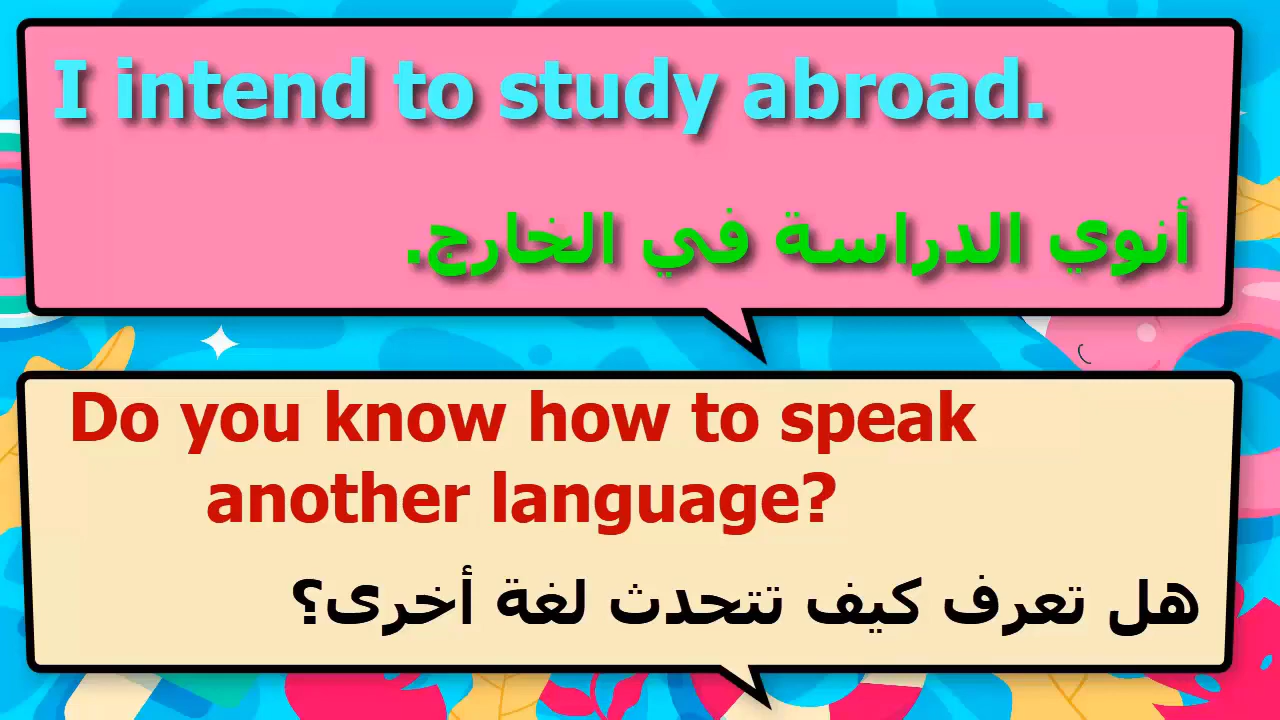 I intend to study abroad.
أنوي الدراسة في الخارج.
Do you know how to speak
another language?
هل تعرف كيف تتحدث لغة أخرى؟